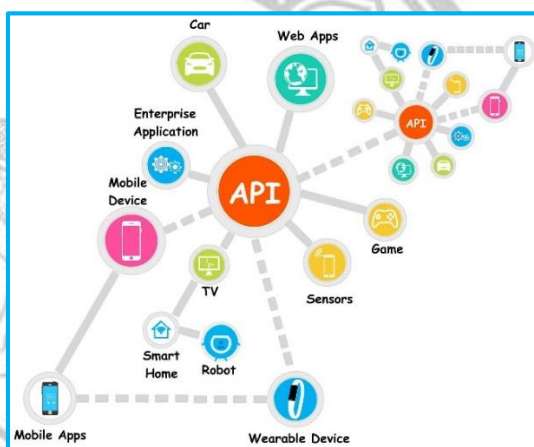 Car
Web Apps
API
Enterprise
Application
Mobile
Device
API
Game
TV
Sensors
Smart
Home
Robot
Mobile Apps
Wearable Device